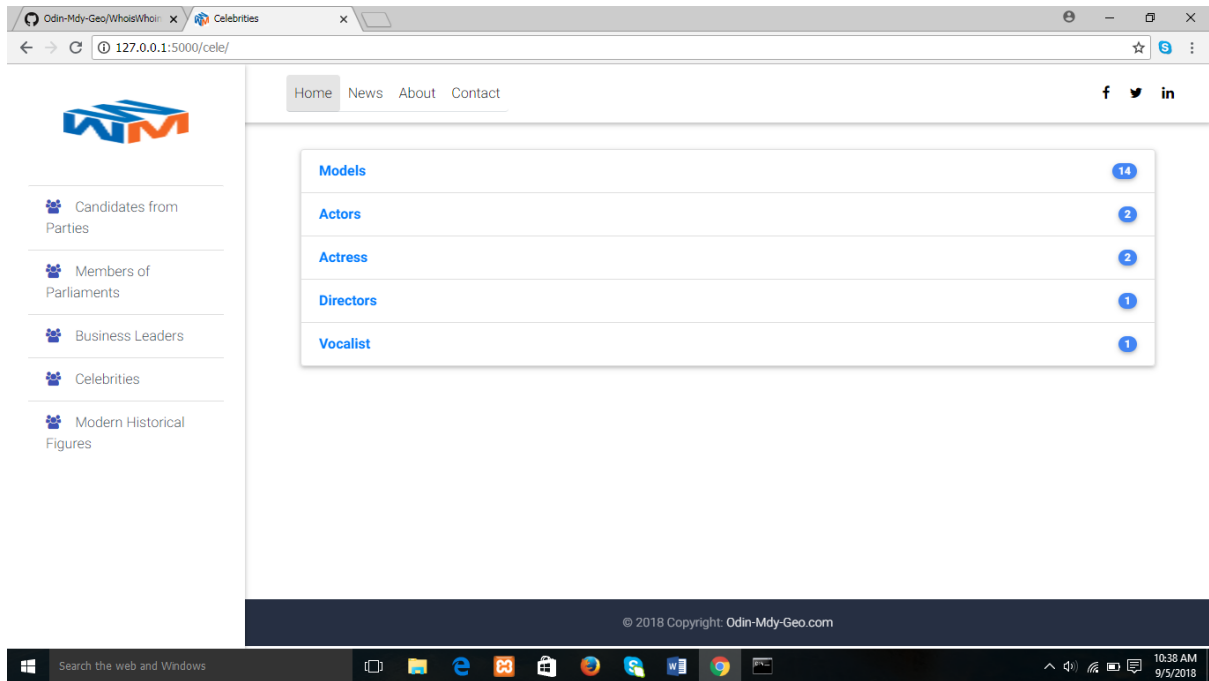 Odin-Mdy-Geo/WhoisWhoin
Celebrities
127.0.0.1:5000/cele/
WM
Home News About Contact
Models 14
Actors 2
Actress 2
Directors 1
Vocalist 1
Candidates from
Parties
Members of
Parliaments
Business Leaders
Celebrities
Modern Historical
Figures
© 2018 Copyright: Odin-Mdy-Geo.com
Search the web and Windows
10:38 AM
9/5/2018